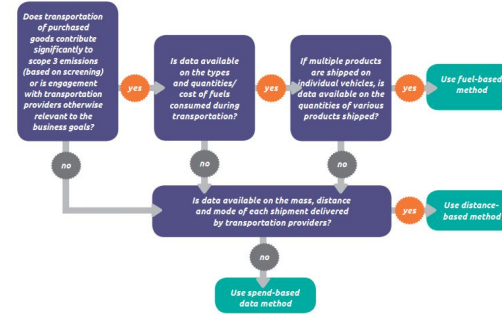 Does transportation
of purchased
goods contribute
significantly to
scope 3 emissions
(based on screening)
or is engagement
with transportation
providers otherwise
relevant to the
business goals?
yes
Is data available
on the types
and quantities/
cost of fuels
consumed during
transportation?
yes
If multiple products
are shipped on
individual vehicles, is
data available on the
quantities of various
products shipped?
yes
Use fuel-based
method
no
no
no
Is data available on the mass, distance
and mode of each shipment delivered
by transportation providers?
yes
Use distance-
based method
no
Use spend-based
data method